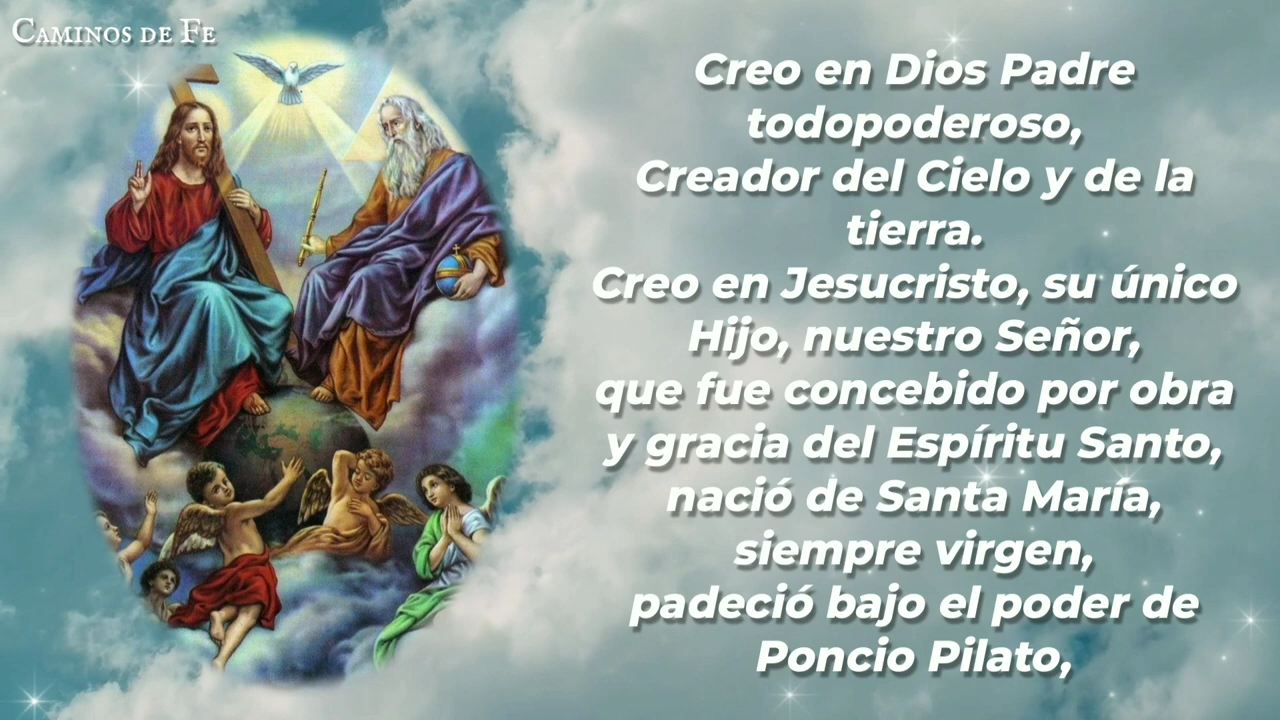 Caminos de Fe
Creo en Dios Padre
todopoderoso,
Creador del Cielo y de la
tierra.
Creo en Jesucristo, su único
Hijo, nuestro Señor,
que fue concebido por obra
y gracia del Espíritu Santo,
nació de Santa María,
siempre virgen,
padeció bajo el poder de
Poncio Pilato,